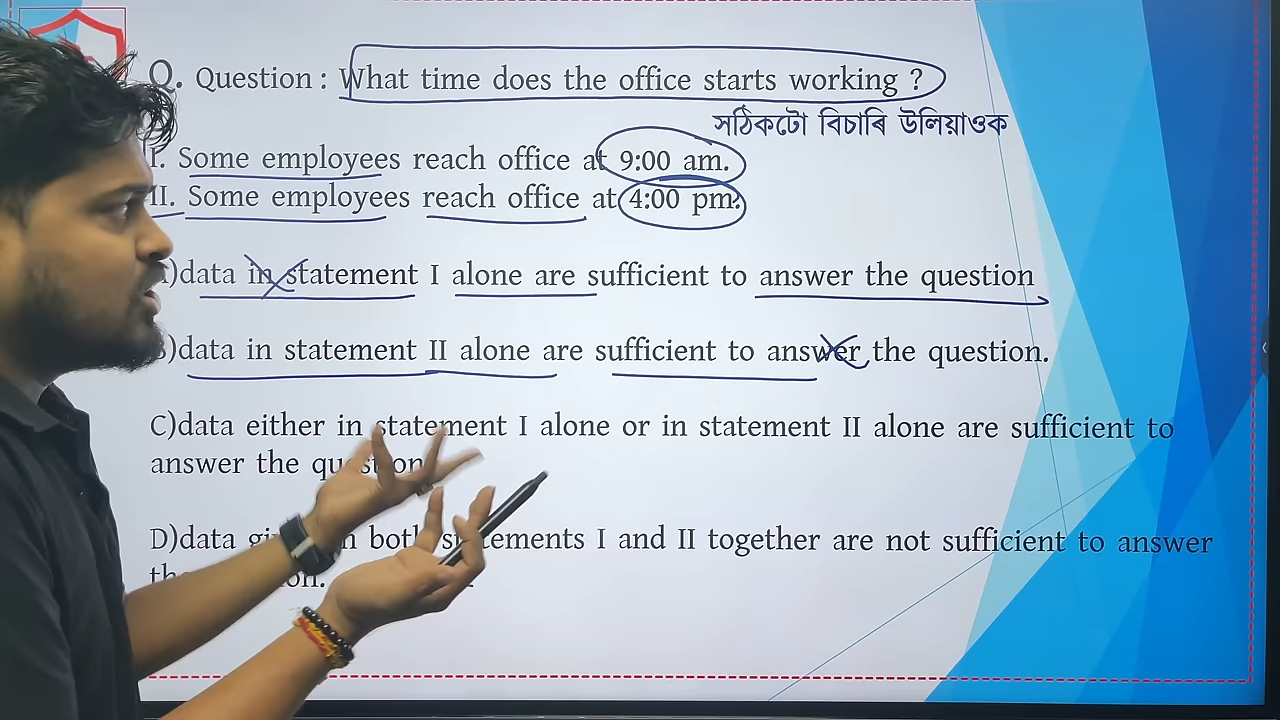 Q. Question : What time does the office starts working ?
সঠিকটো বিচাৰি উলিয়াওক
I. Some employees reach office at 9:00 am.
II. Some employees reach office at 4:00 pm.
data in statement I alone are sufficient to answer the question
data in statement II alone are sufficient to answer the question.
C)data either in statement I alone or in statement II alone are sufficient to
answer the
D)data both I and II together are not sufficient to answer